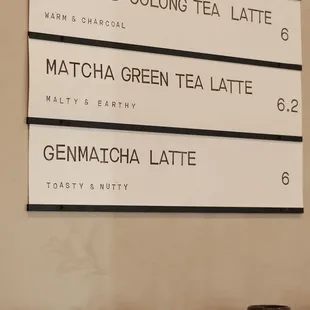 OOLONG TEA LATTE
WARM & CHARCOAL
6
MATCHA GREEN TEA LATTE
MALTY & EARTHY
6.2
GENMAICHA LATTE
TOASTY & NUTTY
6